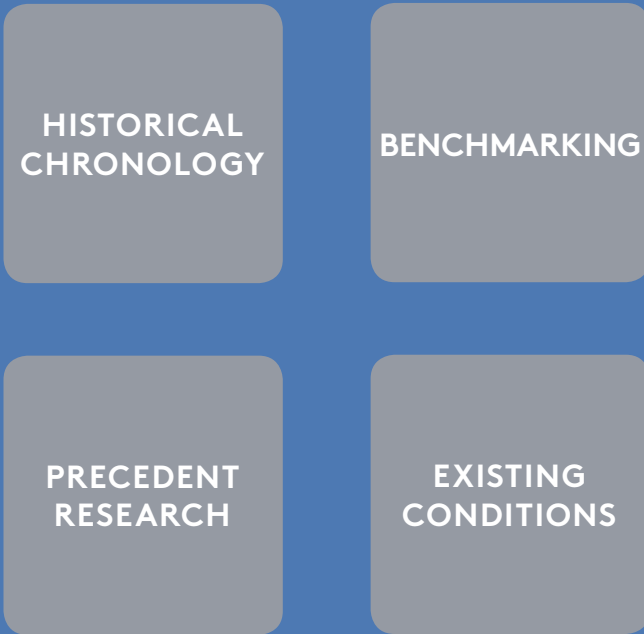 HISTORICAL
CHRONOLOGY
BENCHMARKING
PRECEDENT
RESEARCH
EXISTING
CONDITIONS